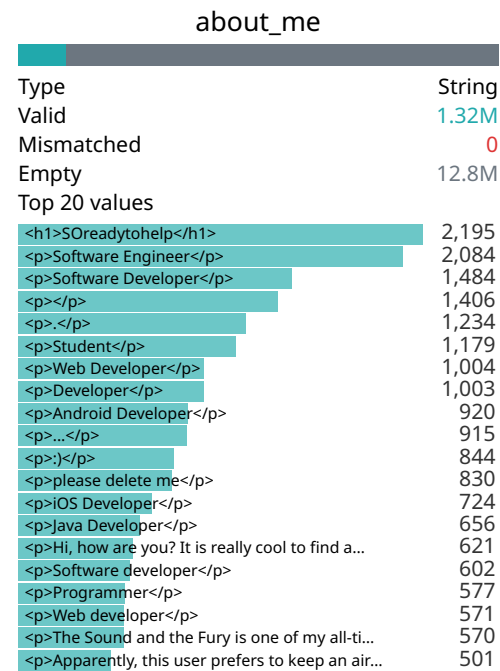 about_me
Type String
Valid 1.32M
Mismatched 0
Empty 12.8M
Top 20 values
<h1>SOreadytohelp</h1> 2,195
<p>Software Engineer</p> 2,084
<p>Software Developer</p> 1,484
<p></p> 1,406
<p>.</p> 1,234
<p>Student</p> 1,179
<p>Web Developer</p> 1,004
<p>Developer</p> 1,003
<p>Android Developer</p> 920
<p>...</p> 915
<p>:)</p> 844
<p>please delete me</p> 830
<p>iOS Developer</p> 724
<p>Java Developer</p> 656
<p>Hi, how are you? It is really cool to find a... 621
<p>Software developer</p> 602
<p>Programmer</p> 577
<p>Web developer</p> 571
<p>The Sound and the Fury is one of my all-ti... 570
<p>Apparently, this user prefers to keep an air... 501